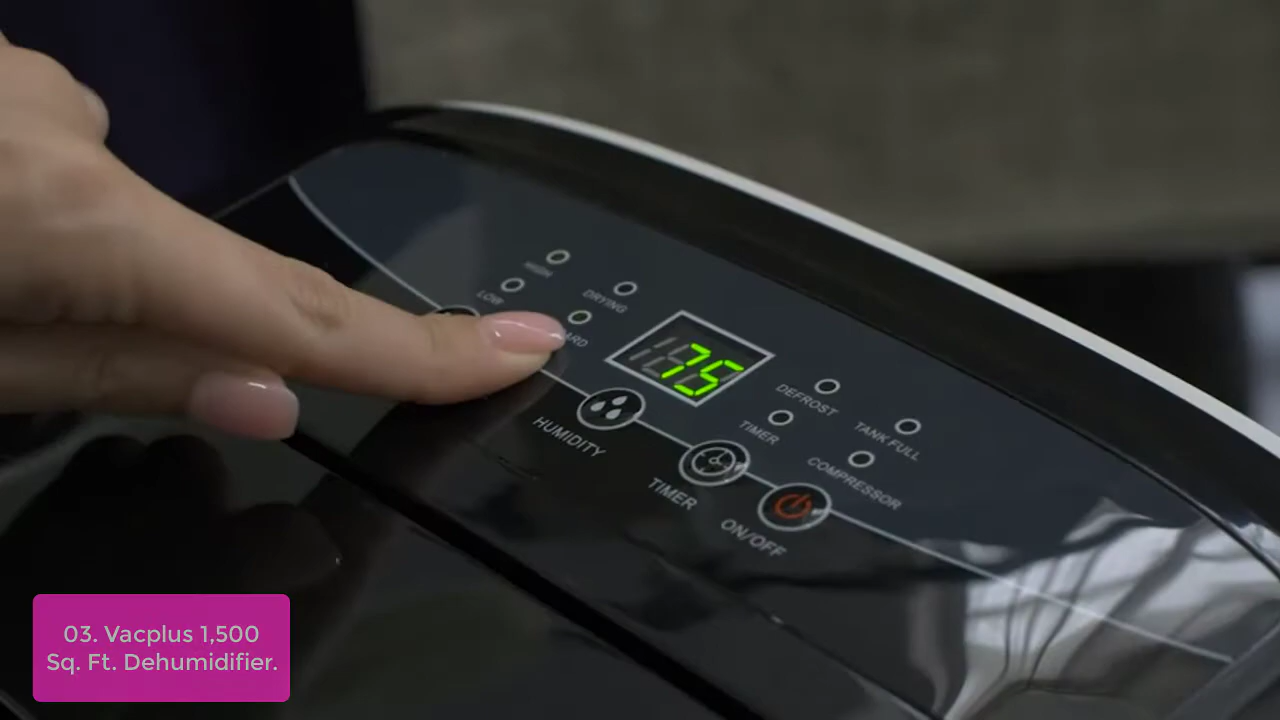 HIGH
LOW
DRYING
75
DEFROST
TIMER
TANK FULL
COMPRESSOR
HUMIDITY
TIMER
ON/OFF
03. Vacplus 1,500
Sq. Ft. Dehumidifier.